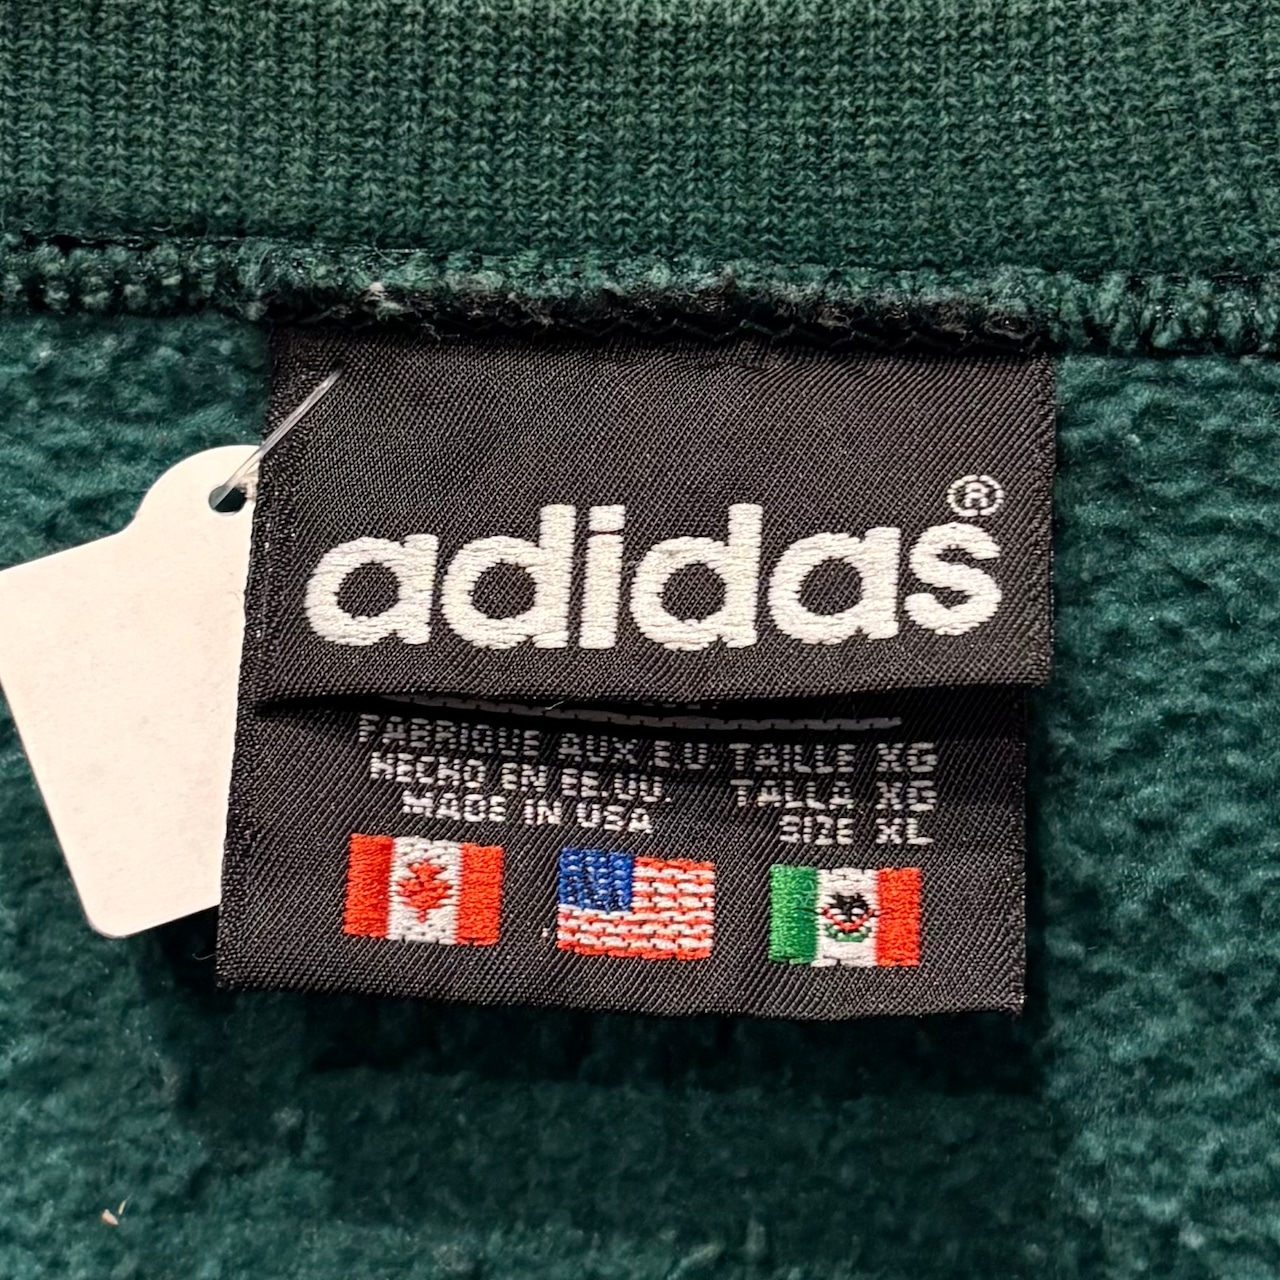 adidas®
FABRIQUE AUX E.U. TAILLE XG
HECHO EN EE.UU. TALLA XG
MADE IN USA SIZE XL